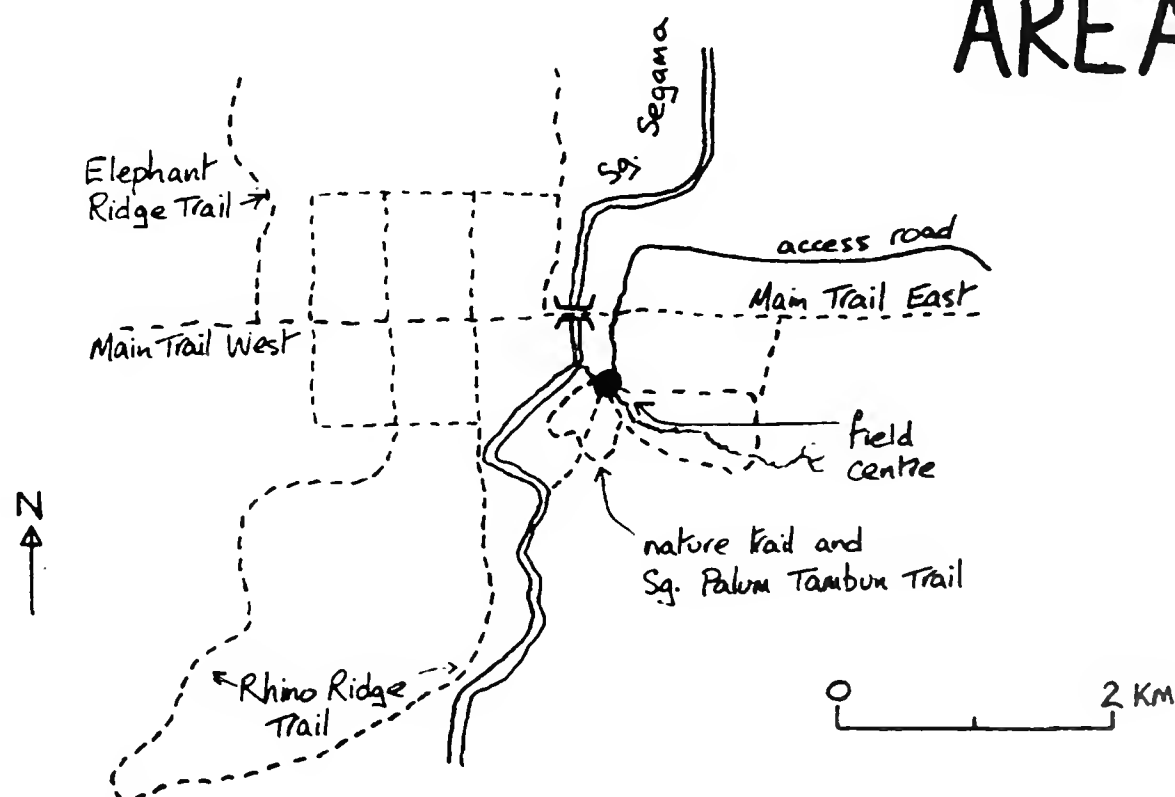 AREA
Sg. Segama
Elephant
Ridge Trail
access road
Main Trail East
Main Trail West
field
centre
N
nature trail and
Sg. Palum Tambun Trail
Rhino Ridge
Trail
0 2 KM